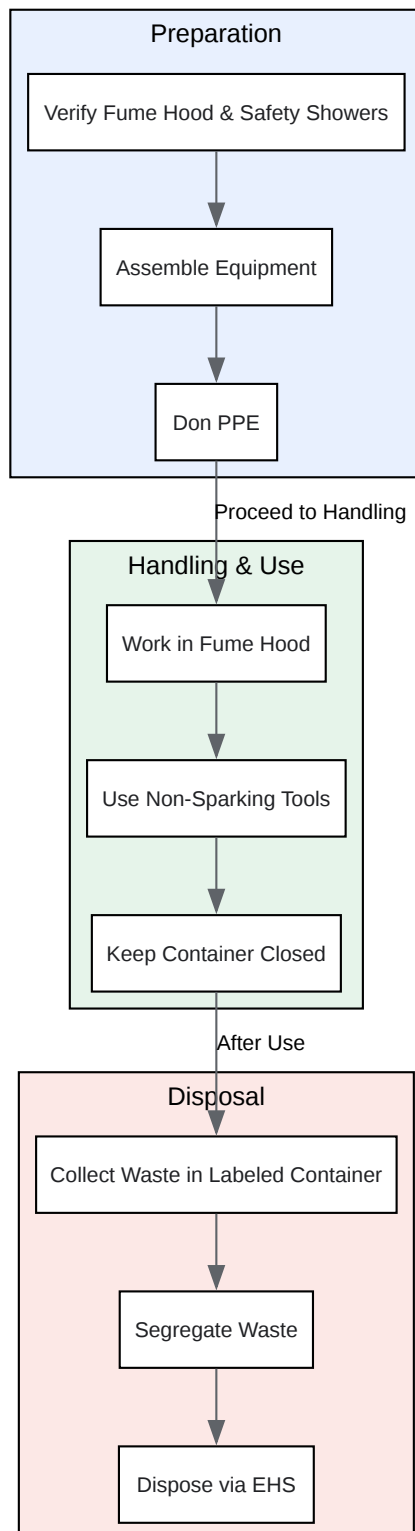 Preparation
Verify Fume Hood & Safety Showers
Assemble Equipment
Don PPE
Proceed to Handling
Handling & Use
Work in Fume Hood
Use Non-Sparking Tools
Keep Container Closed
After Use
Disposal
Collect Waste in Labeled Container
Segregate Waste
Dispose via EHS